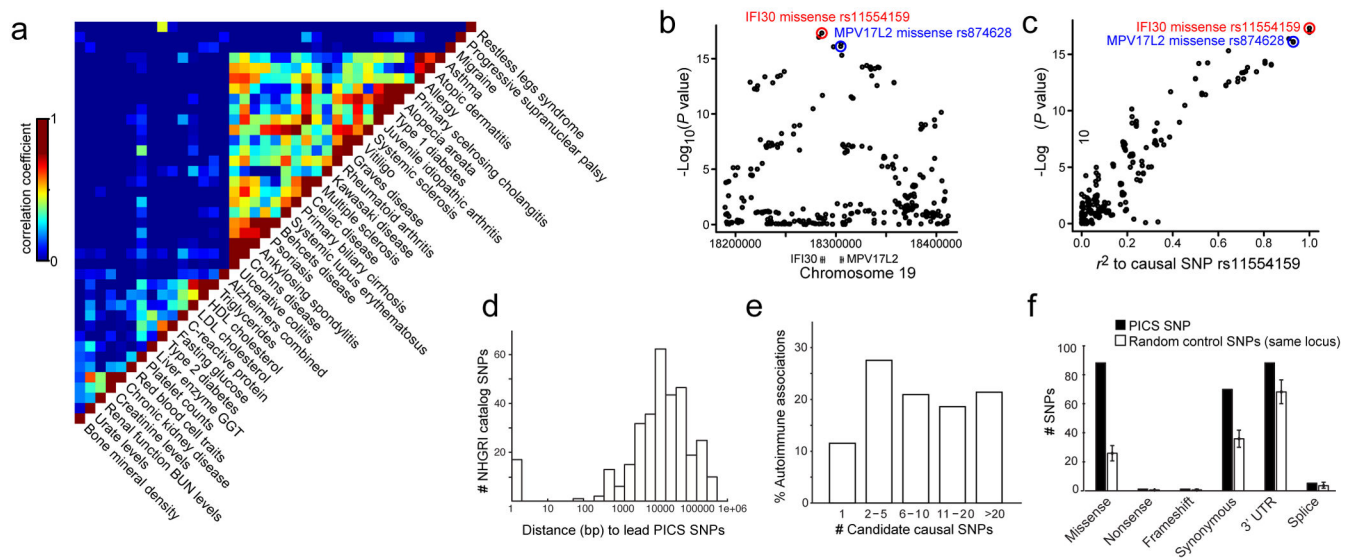 a
correlation coefficient
1
0
Restless legs syndrome
Progressive supranuclear palsy
Migraine
Asthma
Atopic dermatitis
Allergy
Primary scelrosing cholangitis
Alopecia areata
Type 1 diabetes
Juvenile idiopathic arthritis
Systemic sclerosis
Vitiligo
Graves disease
Rheumatoid arthritis
Kawasaki disease
Multiple sclerosis
Celiac disease
Primary biliary cirrhosis
Systemic lupus erythematosus
Behcets disease
Psoriasis
Ankylosing spondylitis
Crohns disease
Ulcerative colitis
Alzheimers combined
Triglycerides
HDL cholesterol
LDL cholesterol
C-reactive protein
Fasting glucose
Type 2 diabetes
Liver enzyme GGT
Platelet counts
Red blood cell traits
Chronic kidney disease
Creatinine levels
Renal function BUN levels
Urate levels
Bone mineral density
b
IFI30 missense rs11554159
MPV17L2 missense rs874628
-Log10(P value)
15
10
5
0
18200000 18300000 18400000
IFI30 MPV17L2
Chromosome 19
c
IFI30 missense rs11554159
MPV17L2 missense rs874628
-Log (P value)
10
15
10
5
0
0.0 0.2 0.4 0.6 0.8 1.0
r² to causal SNP rs11554159
d
# NHGRI catalog SNPs
60
40
20
0
1 10 100 1000 10000 100000 1e+06
Distance (bp) to lead PICS SNPs
e
% Autoimmune associations
30
20
10
0
1 2-5 6-10 11-20 >20
# Candidate causal SNPs
f
PICS SNP
Random control SNPs (same locus)
# SNPs
100
80
60
40
20
0
Missense
Nonsense
Frameshift
Synonymous
3' UTR
Splice